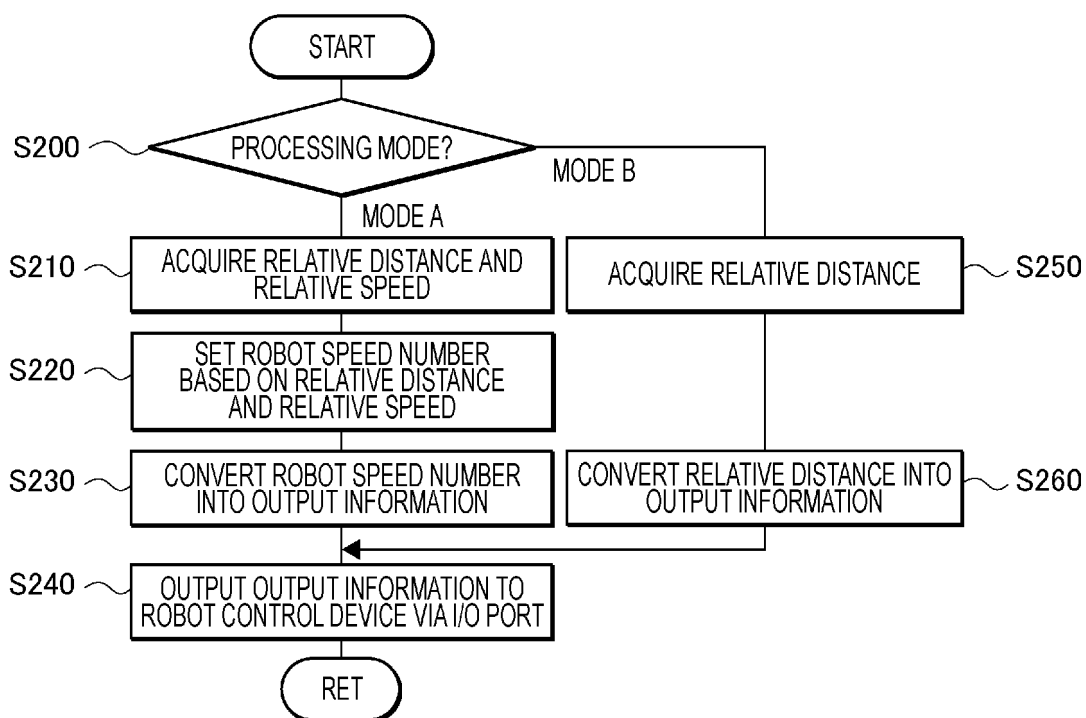 START
S200
PROCESSING MODE?
MODE B
MODE A
S210
ACQUIRE RELATIVE DISTANCE AND
RELATIVE SPEED
ACQUIRE RELATIVE DISTANCE
S250
S220
SET ROBOT SPEED NUMBER
BASED ON RELATIVE DISTANCE
AND RELATIVE SPEED
S230
CONVERT ROBOT SPEED NUMBER
INTO OUTPUT INFORMATION
CONVERT RELATIVE DISTANCE INTO
OUTPUT INFORMATION
S260
S240
OUTPUT OUTPUT INFORMATION TO
ROBOT CONTROL DEVICE VIA I/O PORT
RET